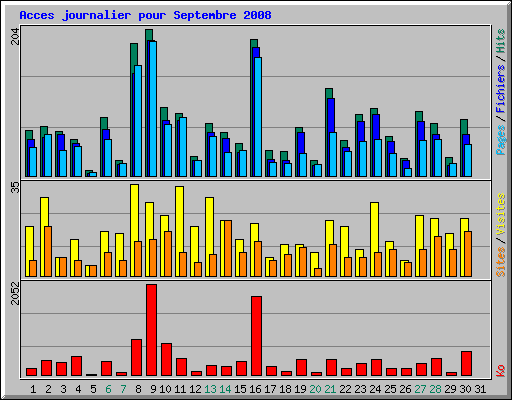 Acces journalier pour Septembre 2008
204
Pages / Fichiers / Hits
35
Sites / Visites
2052
Ko
1 2 3 4 5 6 7 8 9 10 11 12 13 14 15 16 17 18 19 20 21 22 23 24 25 26 27 28 29 30 31